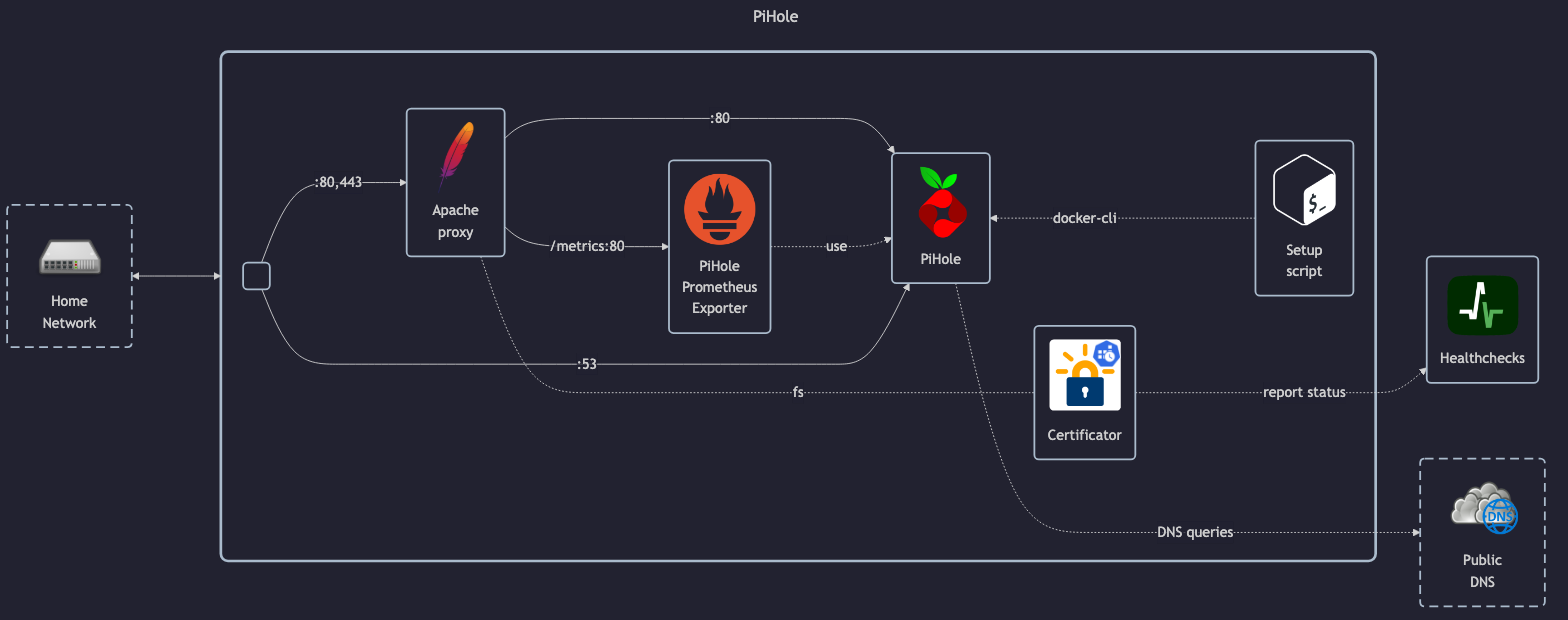 PiHole
:80
:80,443
Apache
proxy
/metrics:80
PiHole
Prometheus
Exporter
use
PiHole
docker-cli
$_
Setup
script
Home
Network
:53
fs
Certificator
report status
Healthchecks
DNS queries
DNS
Public
DNS